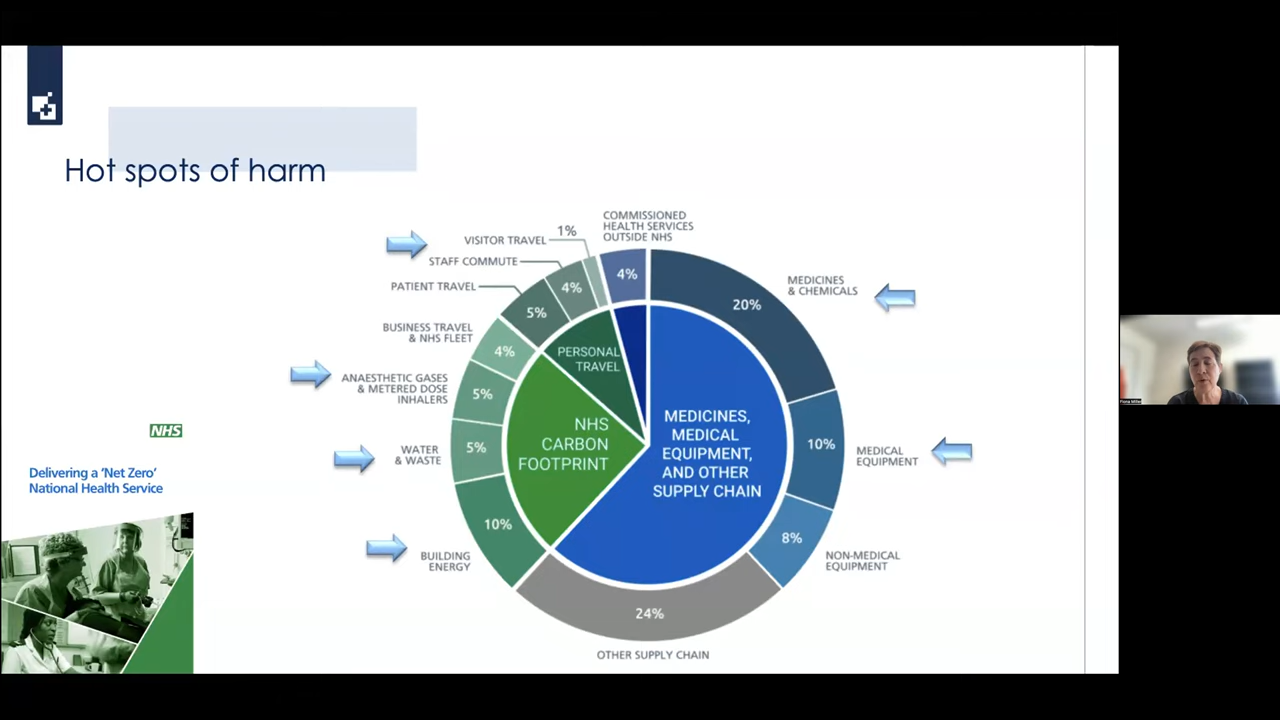 Hot spots of harm
COMMISSIONED
HEALTH SERVICES
OUTSIDE NHS
1%
VISITOR TRAVEL
STAFF COMMUTE
PATIENT TRAVEL
BUSINESS TRAVEL
& NHS FLEET
ANAESTHETIC GASES
& METERED DOSE
INHALERS
WATER
& WASTE
BUILDING
ENERGY
4%
4%
5%
4%
5%
5%
10%
PERSONAL
TRAVEL
NHS
CARBON
FOOTPRINT
MEDICINES,
MEDICAL
EQUIPMENT,
AND OTHER
SUPPLY CHAIN
20%
MEDICINES
& CHEMICALS
10%
MEDICAL
EQUIPMENT
8%
NON-MEDICAL
EQUIPMENT
24%
OTHER SUPPLY CHAIN
NHS
Delivering a ‘Net Zero’
National Health Service
Fiona Miller